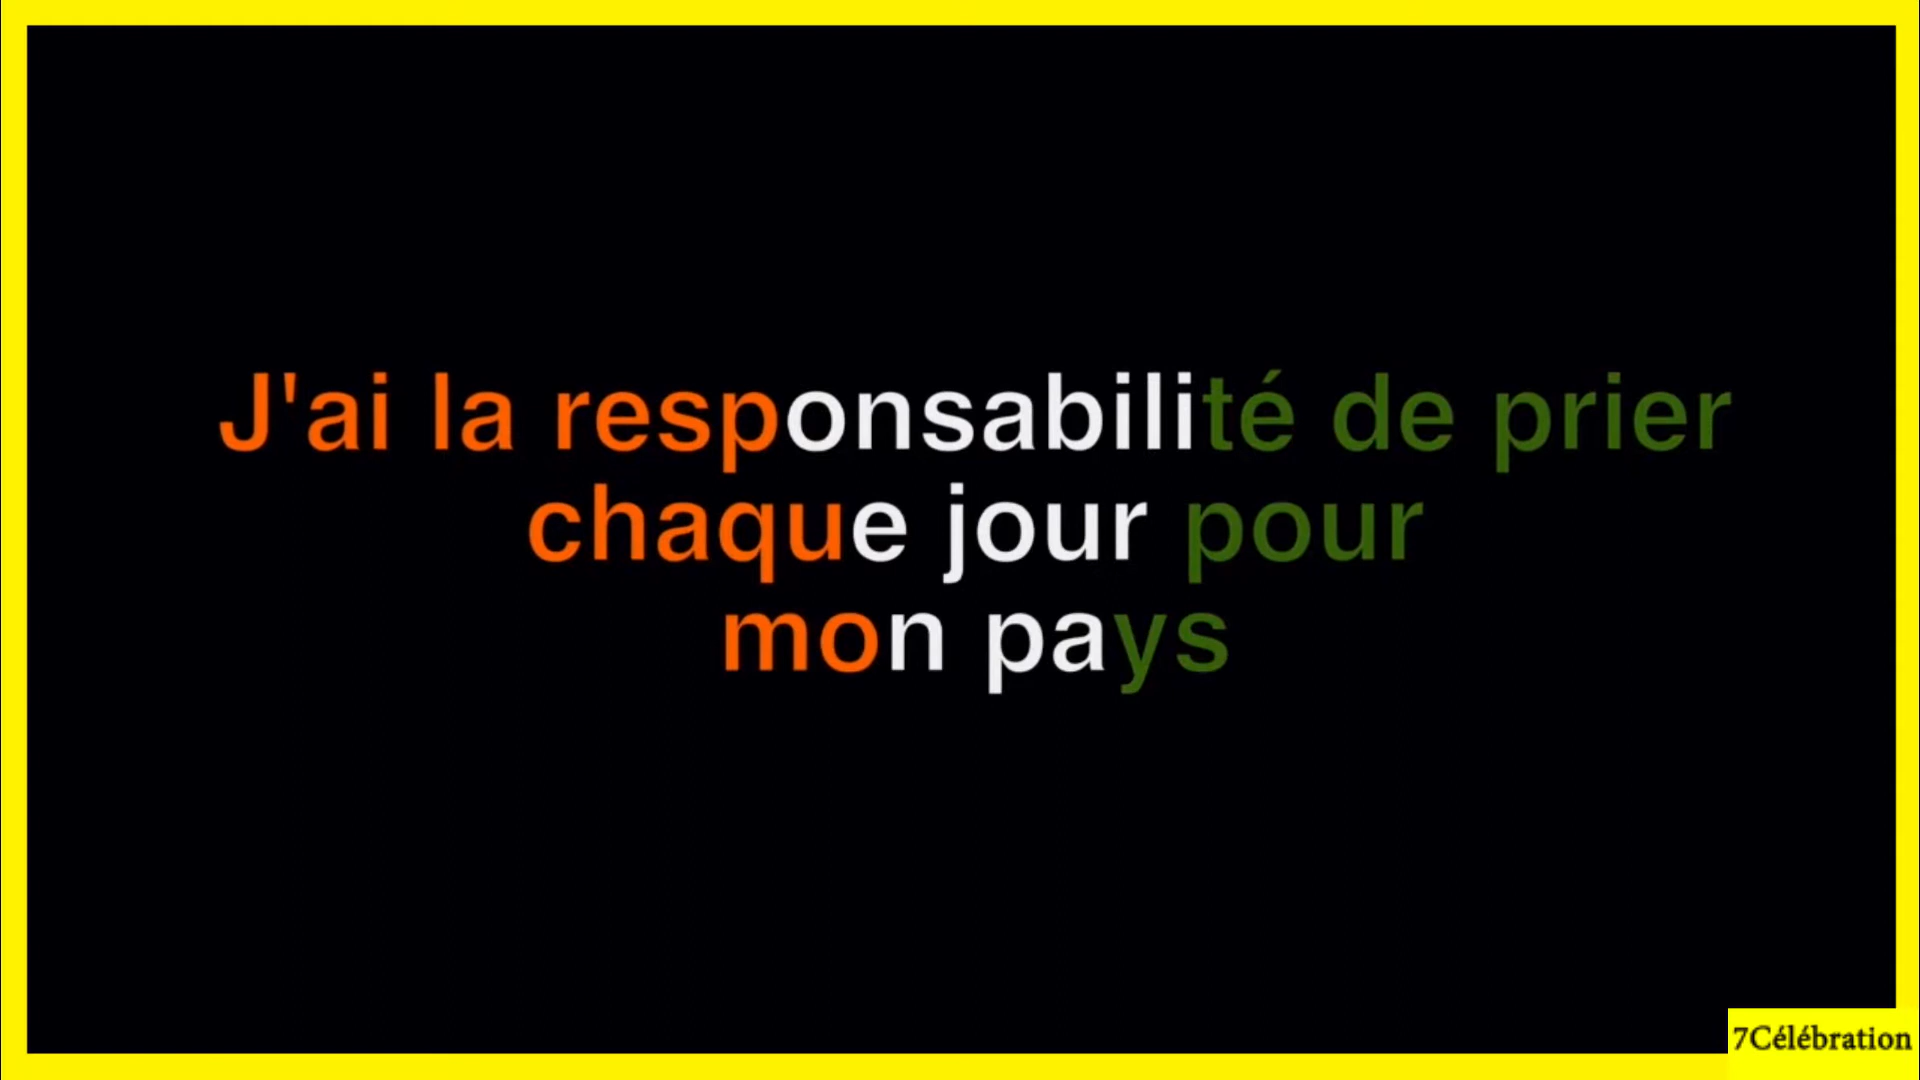 J'ai la responsabilité de prier
chaque jour pour
mon pays
7Célébration